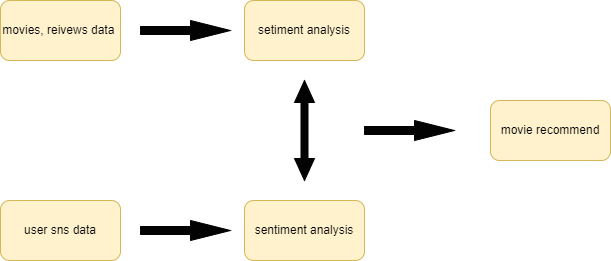 movies, reivews data
setiment analysis
movie recommend
user sns data
sentiment analysis